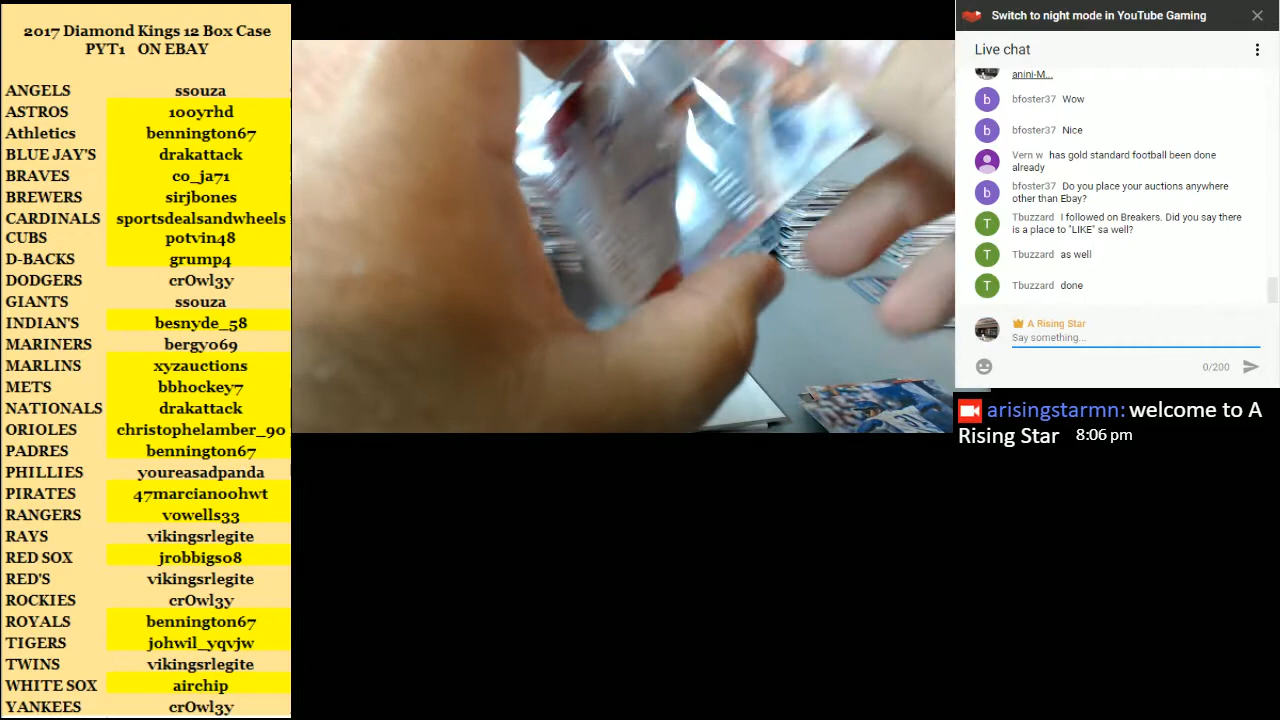 2017 Diamond Kings 12 Box Case
PYT1 ON EBAY
ANGELS ssouza
ASTROS 100yrhd
Athletics bennington67
BLUE JAY'S drakattack
BRAVES co_ja71
BREWERS sirjbones
CARDINALS sportsdealsandwheels
CUBS potvin48
D-BACKS grump4
DODGERS crOwl3y
GIANTS ssouza
INDIAN'S besnyde_58
MARINERS bergy069
MARLINS xyzauctions
METS bbhockey7
NATIONALS drakattack
ORIOLES christophelamber_90
PADRES bennington67
PHILLIES youreasadpanda
PIRATES 47marcianoohwt
RANGERS vowells33
RAYS vikingsrlegite
RED SOX jrobbigs08
RED'S vikingsrlegite
ROCKIES crOwl3y
ROYALS bennington67
TIGERS johwil_yqvjw
TWINS vikingsrlegite
WHITE SOX airchip
YANKEES crOwl3y
Switch to night mode in YouTube Gaming
Live chat
anini-M...
b bfoster37 Wow
b bfoster37 Nice
Vern w has gold standard football been done
already
b bfoster37 Do you place your auctions anywhere
other than Ebay?
T Tbuzzard I followed on Breakers. Did you say there
is a place to "LIKE" sa well?
T Tbuzzard as well
T Tbuzzard done
A Rising Star
Say something...
0/200
arisingstarmn: welcome to A
Rising Star 8:06 pm